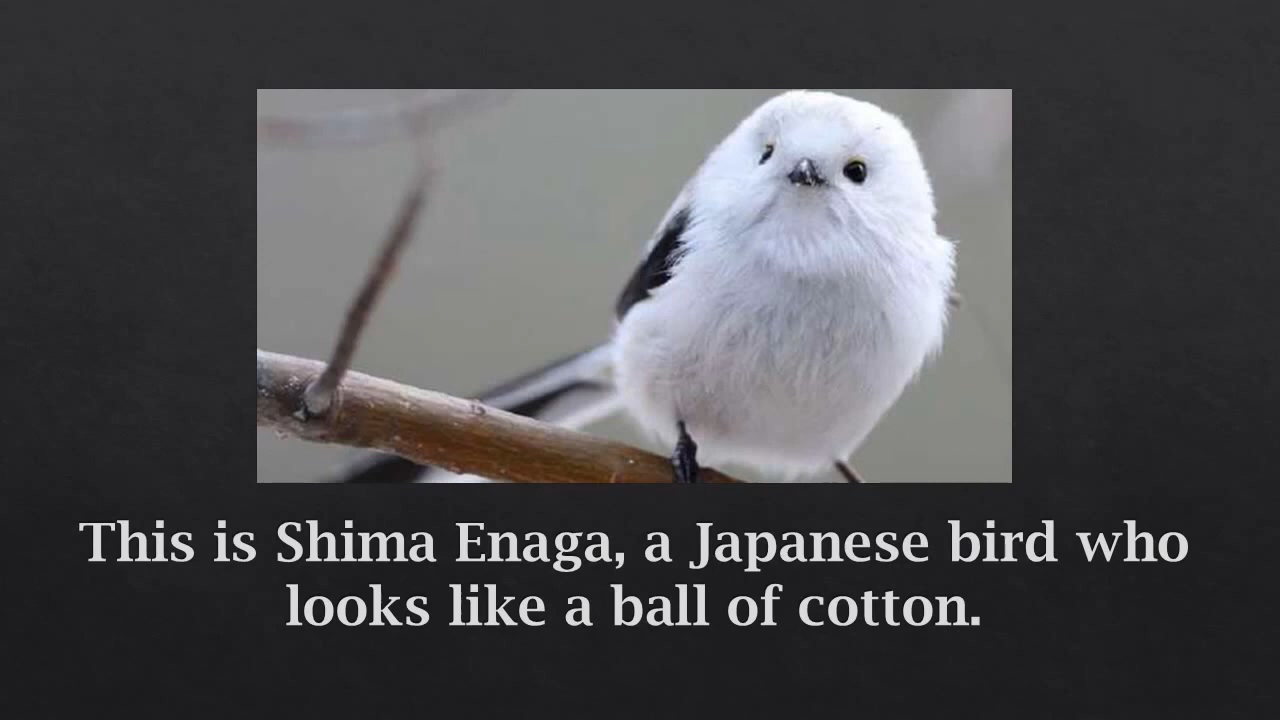 This is Shima Enaga, a Japanese bird who
looks like a ball of cotton.